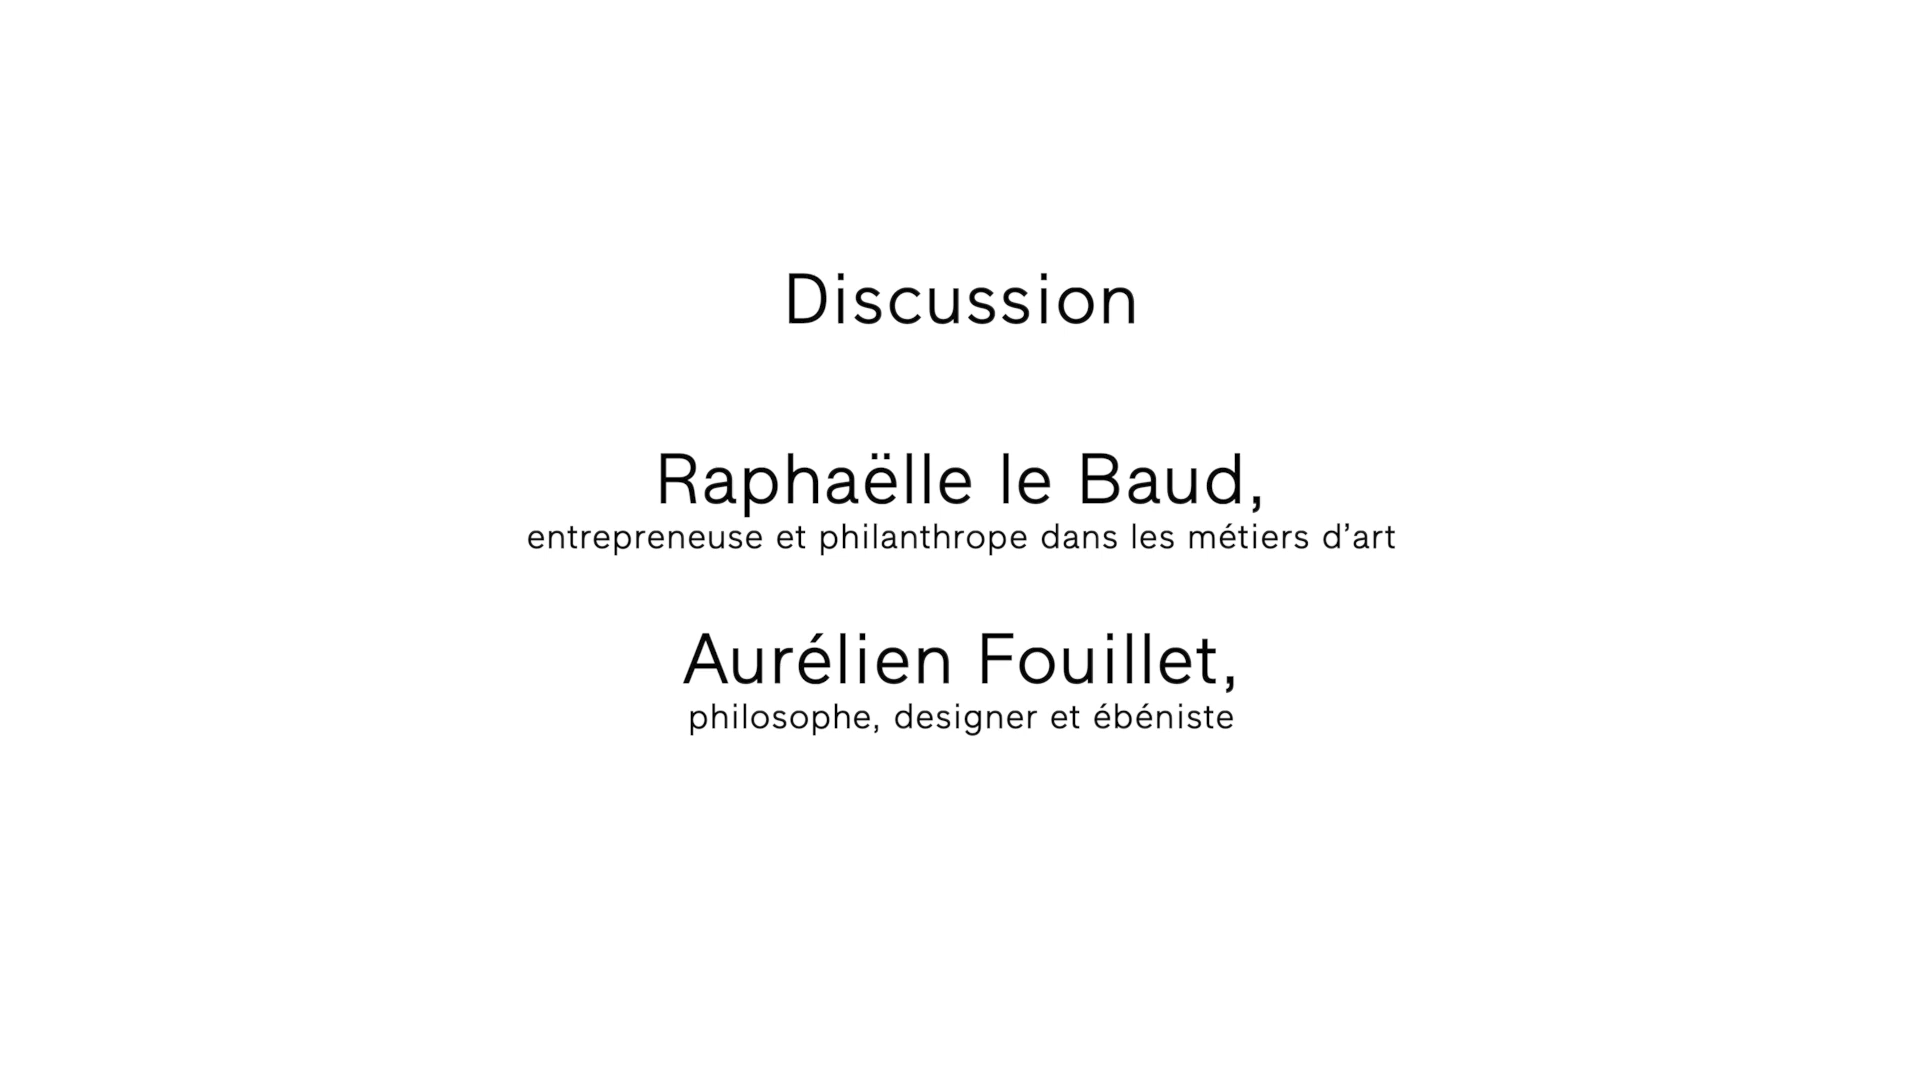 Discussion
Raphaëlle le Baud,
entrepreneuse et philanthrope dans les métiers d’art
Aurélien Fouillet,
philosophe, designer et ébéniste